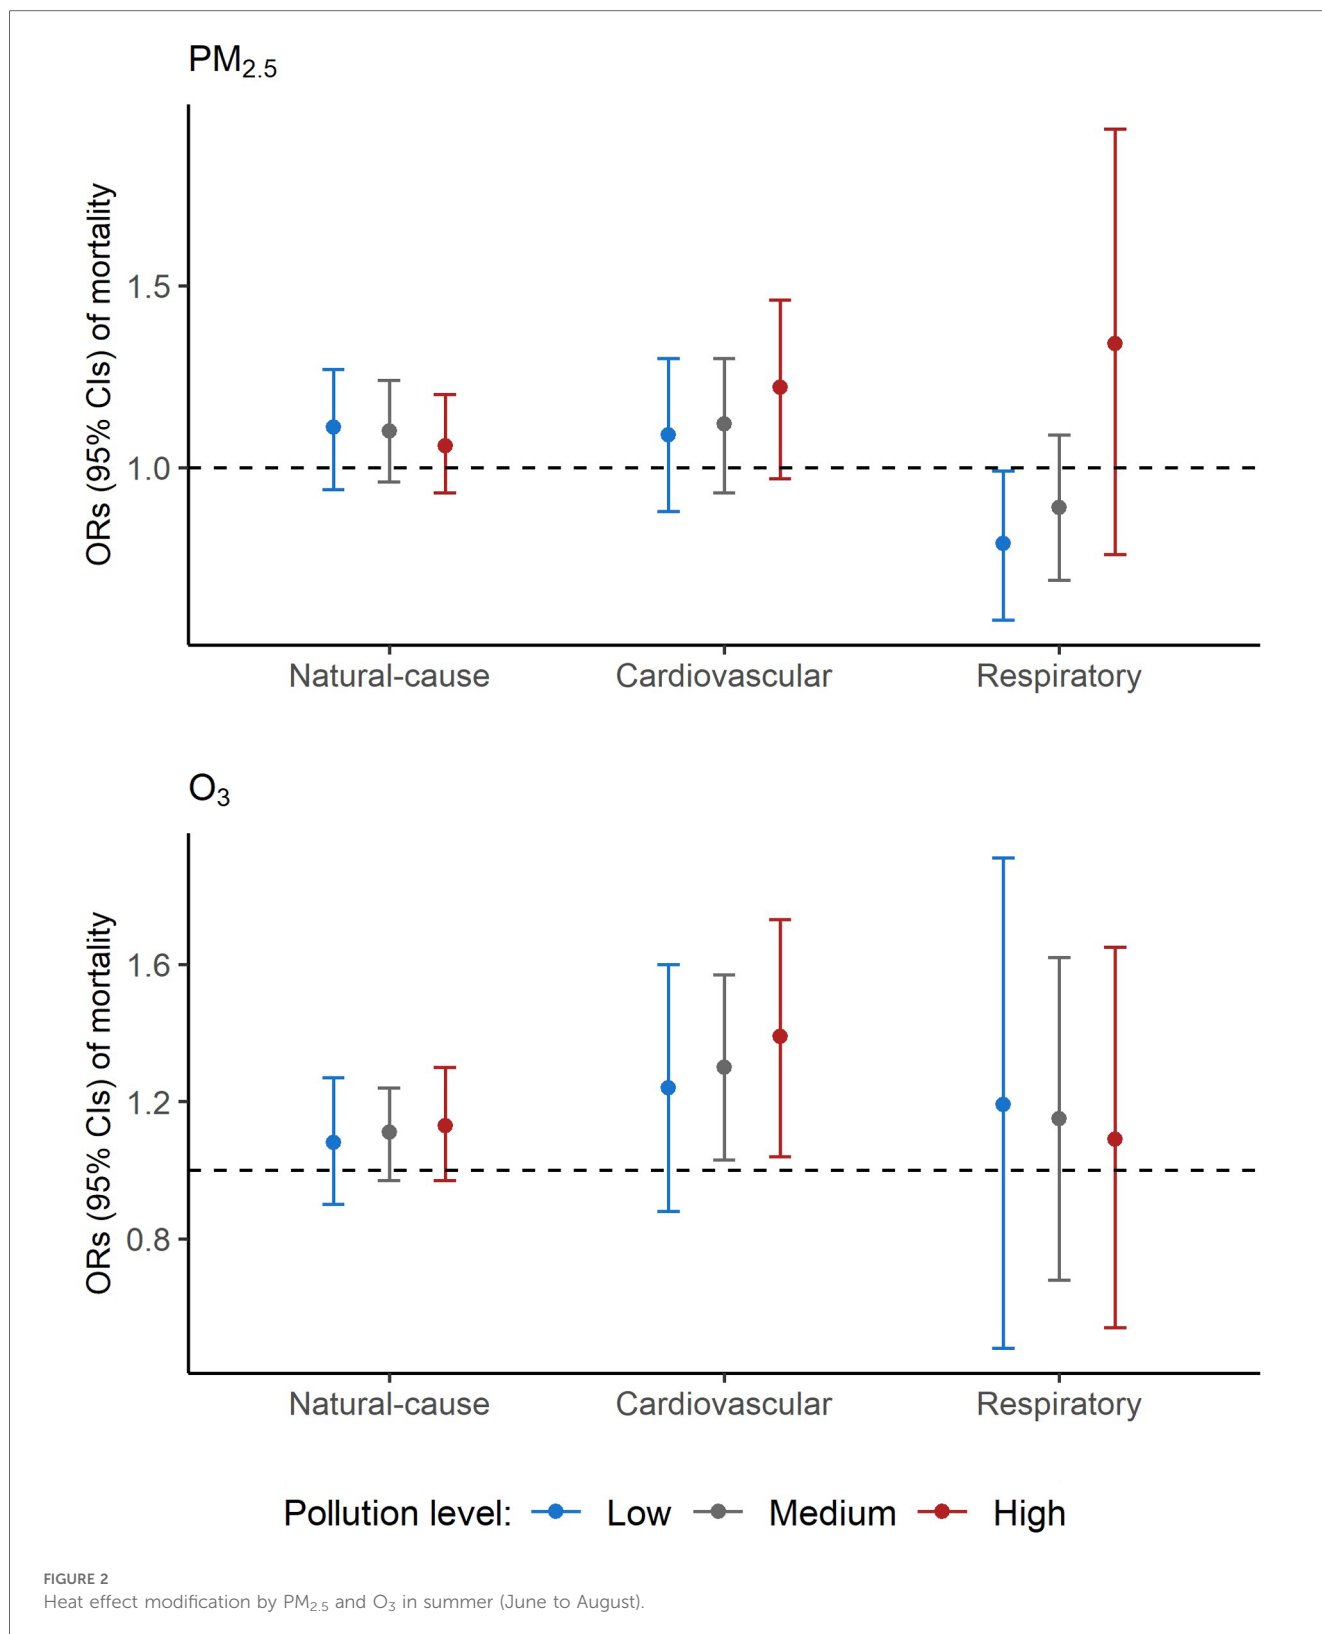 PM2.5
ORs (95% CIs) of mortality
1.5
1.0
Natural-cause Cardiovascular Respiratory
O3
ORs (95% CIs) of mortality
1.6
1.2
0.8
Natural-cause Cardiovascular Respiratory
Pollution level: Low Medium High
FIGURE 2
Heat effect modification by PM2.5 and O3 in summer (June to August).